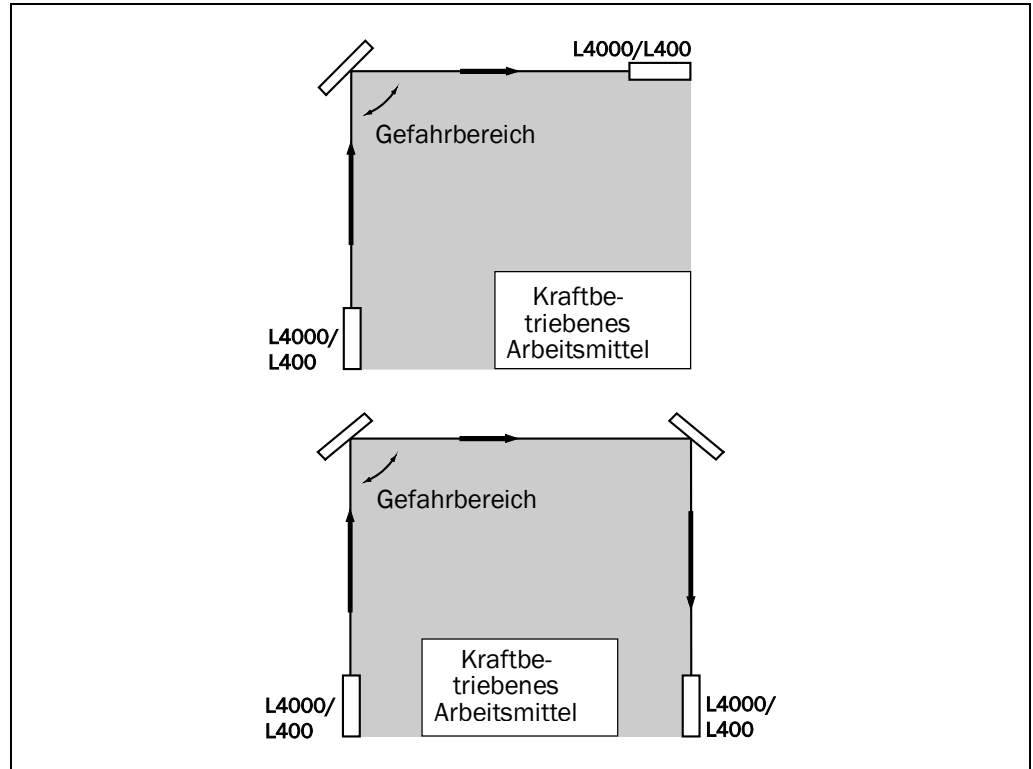 L4000/L400
Gefahrbereich
Kraftbe-
triebenes
Arbeitsmittel
L4000/
L400
Gefahrbereich
Kraftbe-
triebenes
Arbeitsmittel
L4000/
L400
L4000/
L400